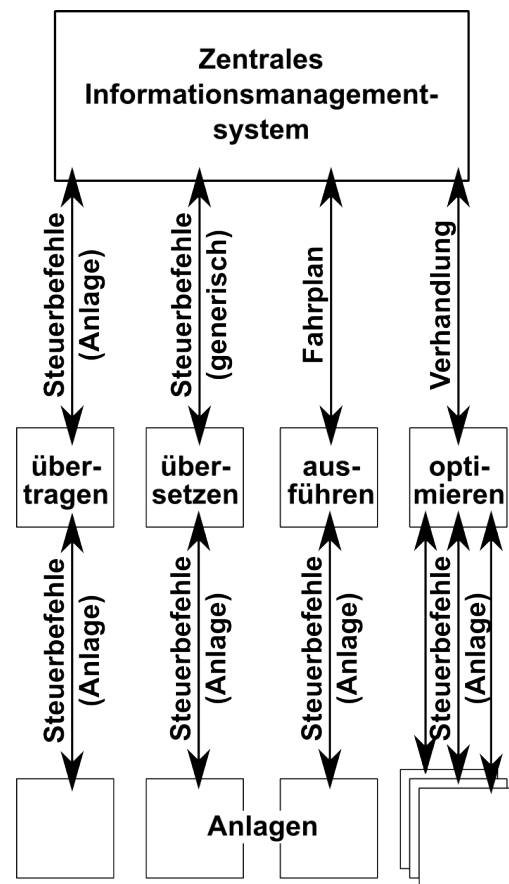 Zentrales
Informationsmanagement-
system
Steuerbefehle
(Anlage)
Steuerbefehle
(generisch)
Fahrplan
Verhandlung
über-
tragen
über-
setzen
aus-
führen
opti-
mieren
Steuerbefehle
(Anlage)
Steuerbefehle
(Anlage)
Steuerbefehle
(Anlage)
Steuerbefehle
(Anlage)
Anlagen